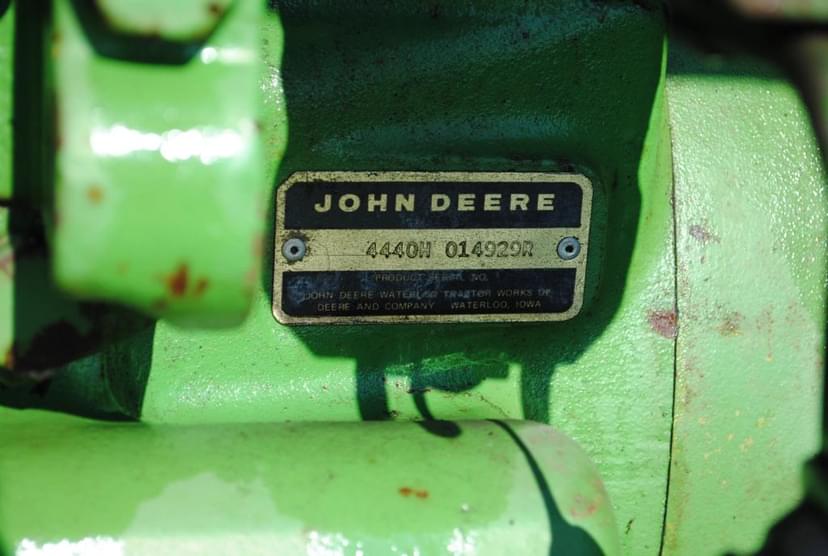 JOHN DEERE
4440H 014929R
PRODUCT SERIAL NO.
JOHN DEERE WATERLOO TRACTOR WORKS OF
DEERE AND COMPANY WATERLOO, IOWA